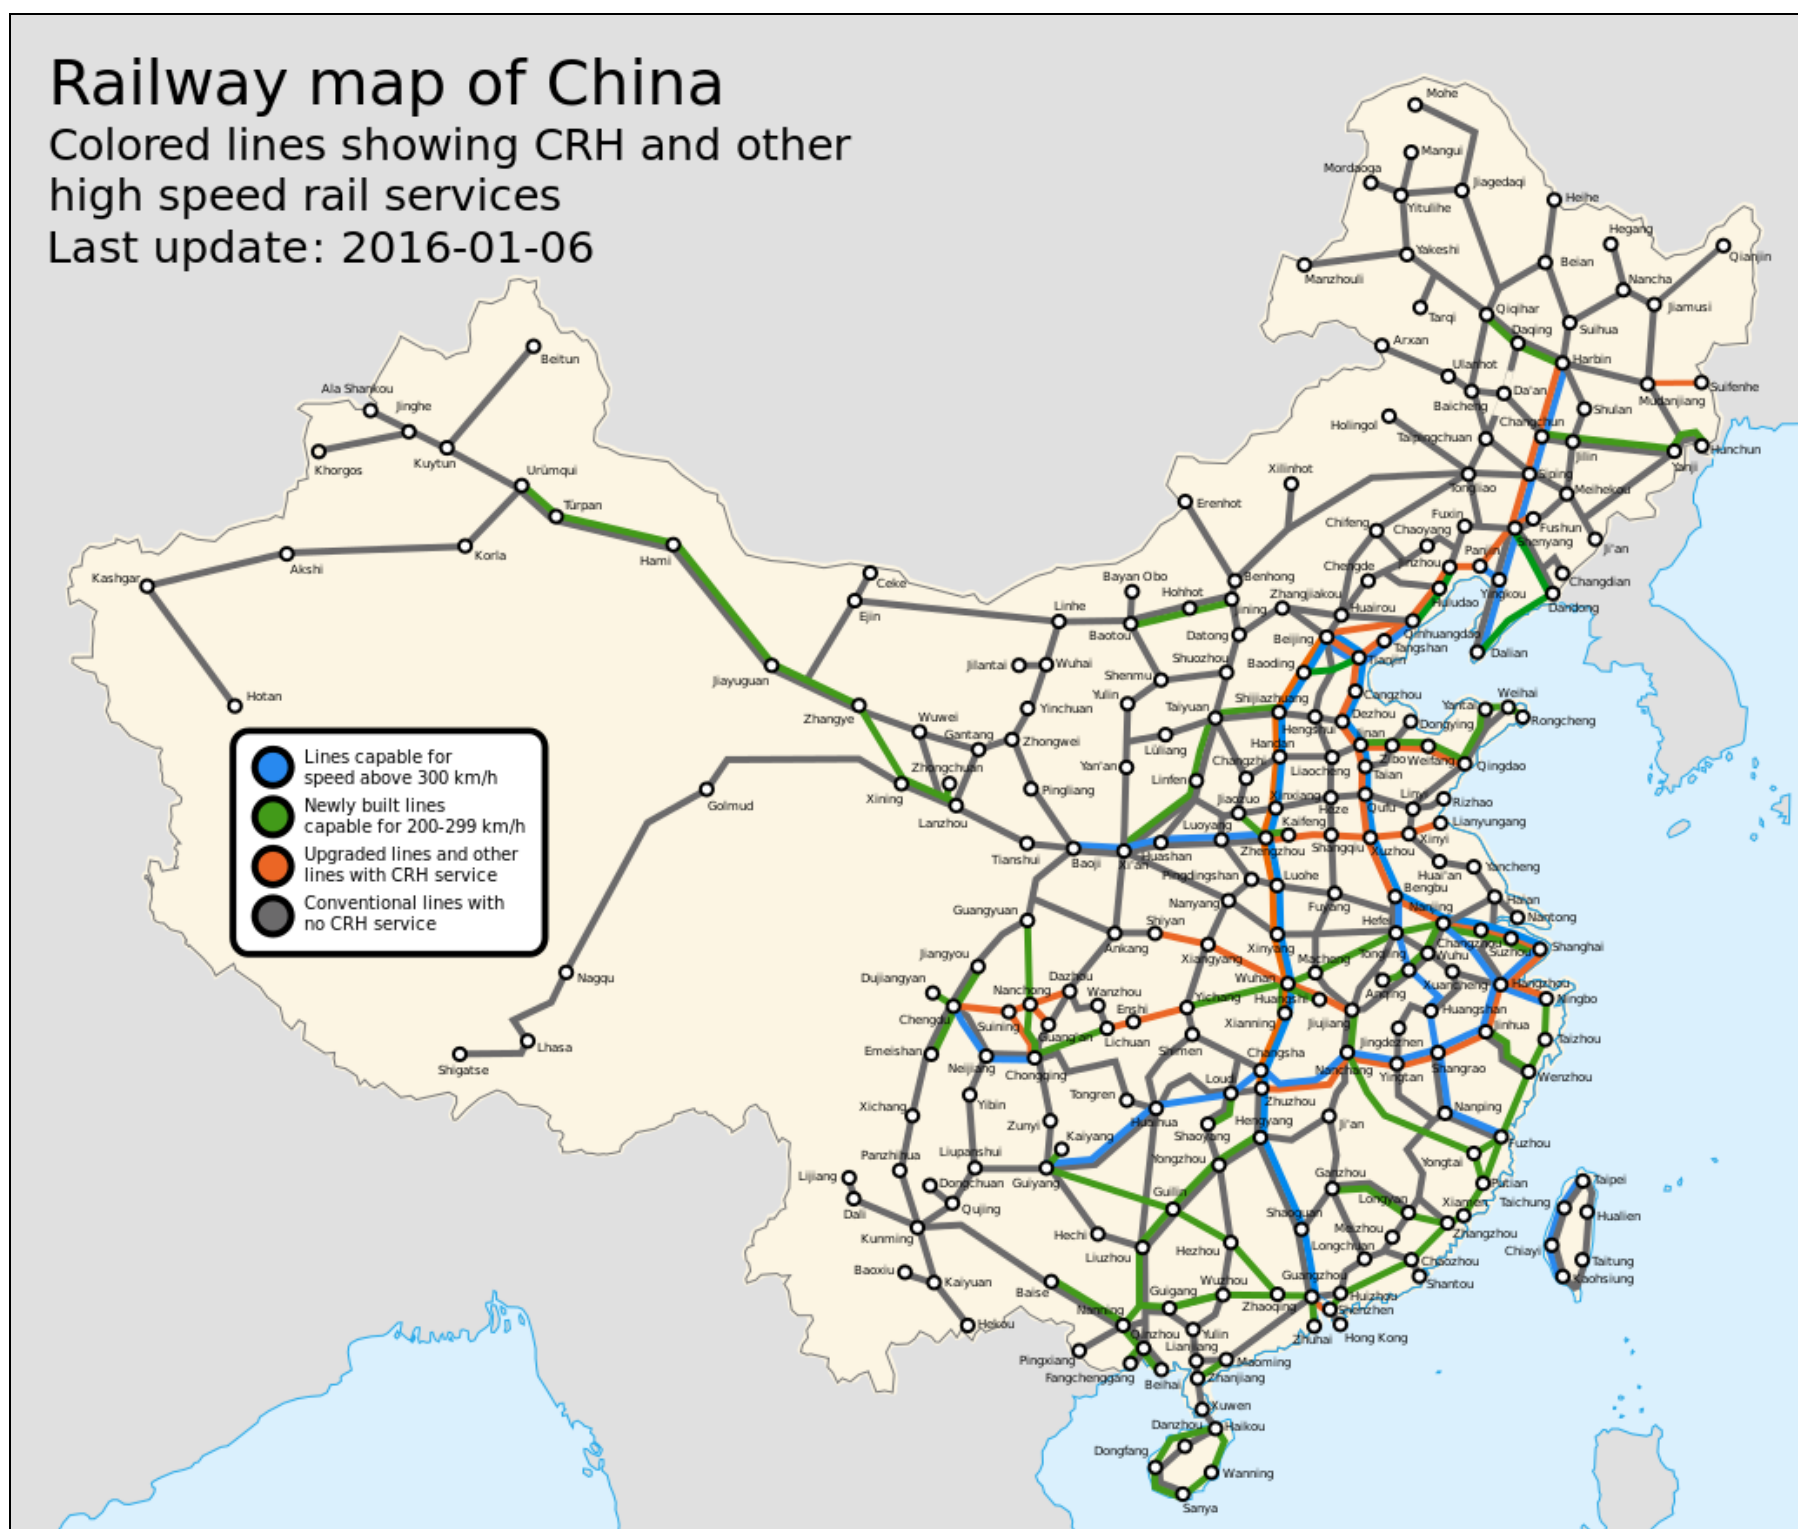 Railway map of China
Colored lines showing CRH and other
high speed rail services
Last update: 2016-01-06
Mohe
Mangui
Mordaoga
Jiagedaqi
Yitulihe
Heihe
Hegang
Yakeshi
Qianjin
Manzhouli
Beian
Nancha
Jiamusi
Tarqi
Qiqihar
Daqing
Suihua
Arxan
Harbin
Ulanhot
Suifenhe
Da'an
Mudanjiang
Baicheng
Shulan
Changchun
Holingol
Taipingchuan
Hunchun
Jilin
Yanji
Siping
Xilinhot
Tongliao
Meihekou
Erenhot
Fuxin
Chifeng
Chaoyang
Fushun
Shenyang
Ji'an
Panjin
Jinzhou
Chengde
Changdian
Yingkou
Huludao
Dandong
Beitun
Ala Shankou
Jinghe
Khorgos
Kuytun
Urümqui
Türpan
Korla
Hami
Akshi
Kashgar
Hotan
Ceke
Ejin
Bayan Obo
Hohhot
Benhong
Jining
Zhangjiakou
Huairou
Linhe
Baotou
Datong
Beijing
Qinhuangdao
Tangshan
Tianjin
Dalian
Jilantai
Wuhai
Shuozhou
Baoding
Jiayuguan
Shenmu
Yulin
Cangzhou
Shijiazhuang
Yantai
Weihai
Rongcheng
Zhangye
Yinchuan
Taiyuan
Dezhou
Dongying
Wuwei
Gantang
Zhongwei
Hengshui
Jinan
Lüliang
Handan
Zibo
Weifang
Qingdao
Zhongchuan
Yan'an
Changzhi
Liaocheng
Taian
Linfen
Xining
Pingliang
Golmud
Lanzhou
Jiaozuo
Xinxiang
Heze
Qufu
Linyi
Rizhao
Luoyang
Kaifeng
Lianyungang
Tianshui
Baoji
Xi'an
Huashan
Zhengzhou
Shangqiu
Xuzhou
Xinyi
Lines capable for
speed above 300 km/h
Newly built lines
capable for 200-299 km/h
Upgraded lines and other
lines with CRH service
Conventional lines with
no CRH service
Pingdingshan
Luohe
Huai'an
Yancheng
Bengbu
Nanyang
Fuyang
Nanjing
Hai'an
Nantong
Guangyuan
Shiyan
Hefei
Ankang
Xiangyang
Xinyang
Changzhou
Suzhou
Shanghai
Jiangyou
Macheng
Tongling
Wuhu
Dujiangyan
Dazhou
Wuhan
Hangzhou
Nagqu
Nanchong
Wanzhou
Yichang
Huangshi
Anqing
Xuancheng
Ningbo
Chengdu
Suining
Enshi
Xianning
Huangshan
Guang'an
Lichuan
Jiujiang
Jinhua
Lhasa
Emeishan
Shimen
Jingdezhen
Taizhou
Shigatse
Neijiang
Chongqing
Changsha
Nanchang
Yingtan
Shangrao
Wenzhou
Loudi
Tongren
Yibin
Zhuzhou
Xichang
Huaihua
Nanping
Zunyi
Shaoyang
Hengyang
Ji'an
Kaiyang
Fuzhou
Panzhihua
Liupanshui
Yongzhou
Yongtai
Lijiang
Dongchuan
Guiyang
Ganzhou
Putian
Taipei
Dali
Qujing
Guilin
Longyan
Xiamen
Taichung
Hualien
Shaoguan
Kunming
Hechi
Meizhou
Zhangzhou
Liuzhou
Hezhou
Longchuan
Chiayi
Baoxiu
Kaiyuan
Chaozhou
Taitung
Baise
Guangzhou
Shantou
Kaohsiung
Guigang
Wuzhou
Huizhou
Nanning
Zhaoqing
Shenzhen
Hekou
Qinzhou
Yulin
Zhuhai
Hong Kong
Pingxiang
Lianjiang
Maoming
Fangchenggang
Beihai
Zhanjiang
Xuwen
Danzhou
Haikou
Dongfang
Wanning
Sanya